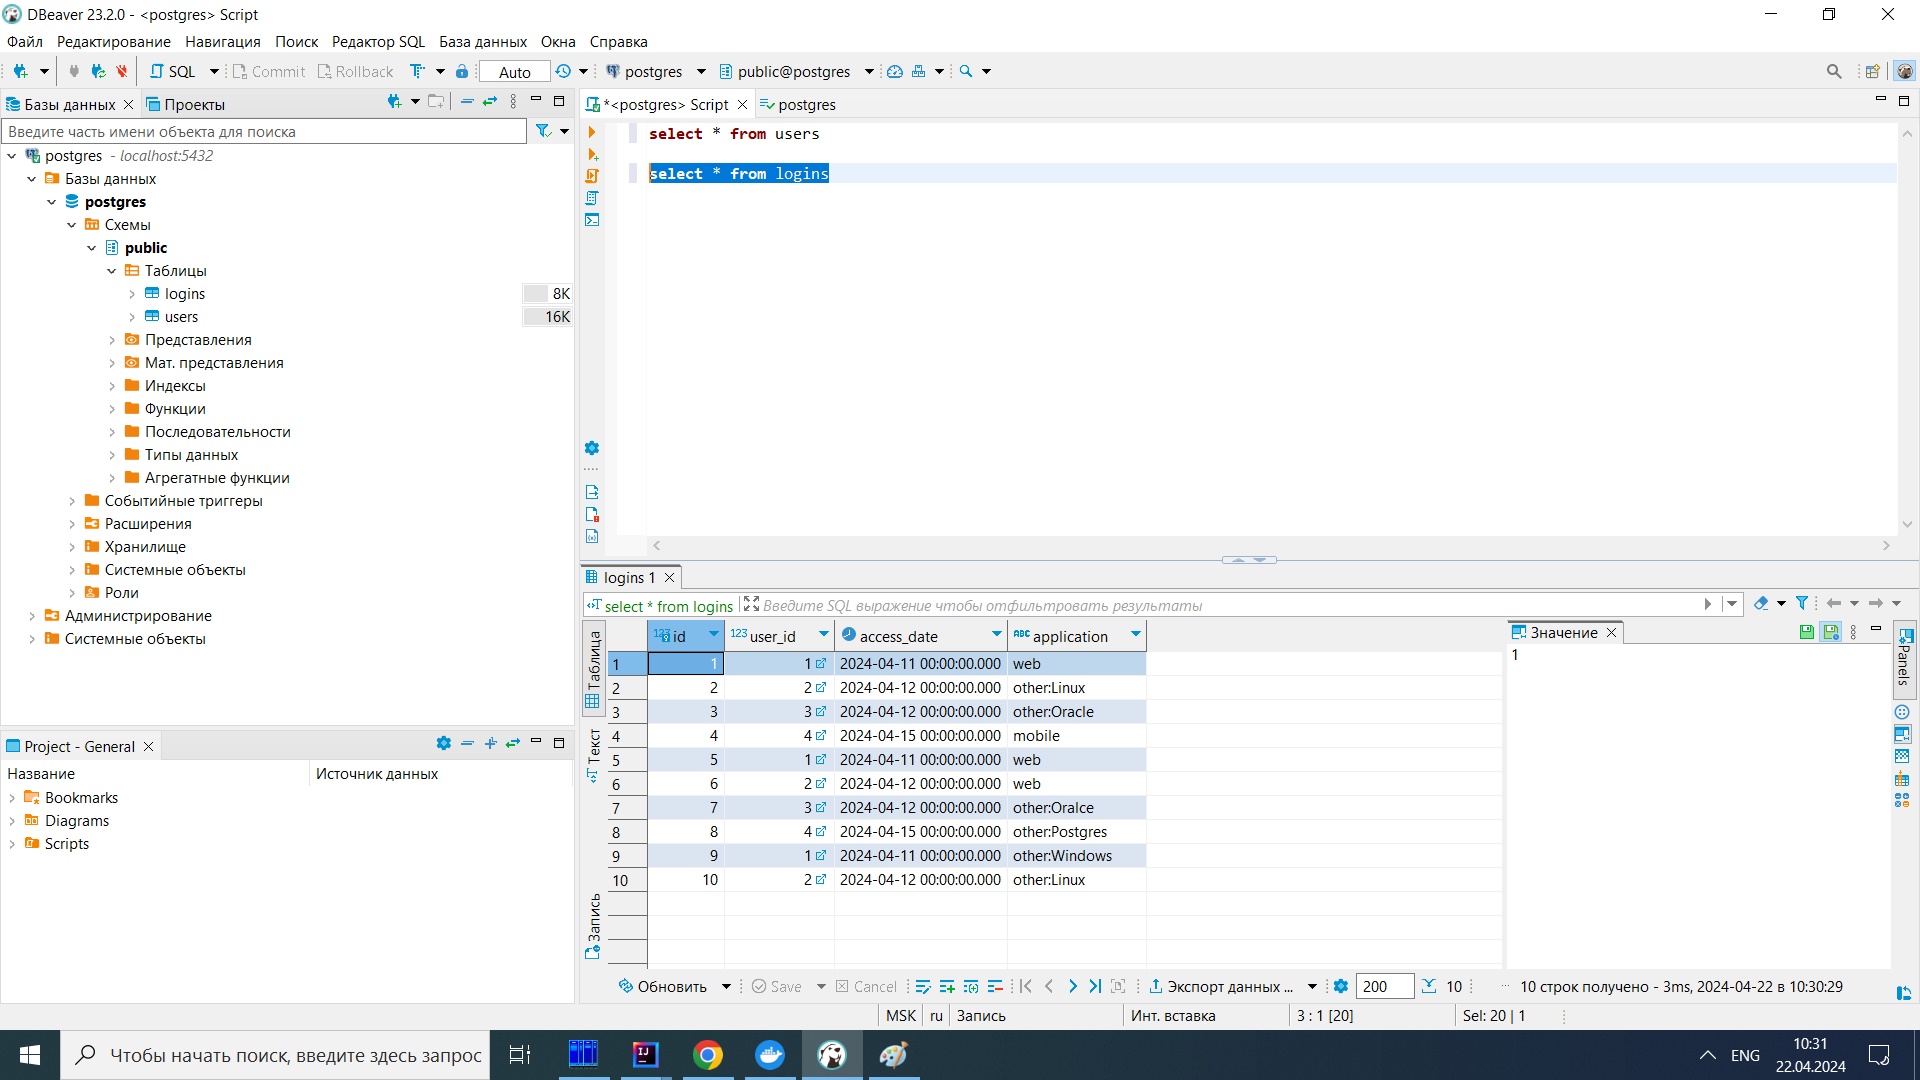 DBeaver 23.2.0 - <postgres> Script
Файл Редактирование Навигация Поиск Редактор SQL База данных Окна Справка
SQL Commit Rollback Auto postgres public@postgres
Базы данных Проекты
Введите часть имени объекта для поиска
postgres - localhost:5432
Базы данных
postgres
Схемы
public
Таблицы
logins 8K
users 16K
Представления
Мат. представления
Индексы
Функции
Последовательности
Типы данных
Агрегатные функции
Событийные триггеры
Расширения
Хранилище
Системные объекты
Роли
Администрирование
Системные объекты
Project - General
Название Источник данных
Bookmarks
Diagrams
Scripts
*<postgres> Script postgres
select * from users
select * from logins
logins 1
select * from logins Введите SQL выражение чтобы отфильтровать результаты
Таблица
Текст
Запись
123 id 123 user_id access_date ABC application
1 1 1 2024-04-11 00:00:00.000 web
2 2 2 2024-04-12 00:00:00.000 other:Linux
3 3 3 2024-04-12 00:00:00.000 other:Oracle
4 4 4 2024-04-15 00:00:00.000 mobile
5 5 1 2024-04-11 00:00:00.000 web
6 6 2 2024-04-12 00:00:00.000 web
7 7 3 2024-04-12 00:00:00.000 other:Oralce
8 8 4 2024-04-15 00:00:00.000 other:Postgres
9 9 1 2024-04-11 00:00:00.000 other:Windows
10 10 2 2024-04-12 00:00:00.000 other:Linux
Значение
1
Panels
Обновить Save Cancel Экспорт данных ... 200 10 10 строк получено - 3ms, 2024-04-22 в 10:30:29
MSK ru Запись Инт. вставка 3 : 1 [20] Sel: 20 | 1
Чтобы начать поиск, введите здесь запрос
ENG
10:31
22.04.2024